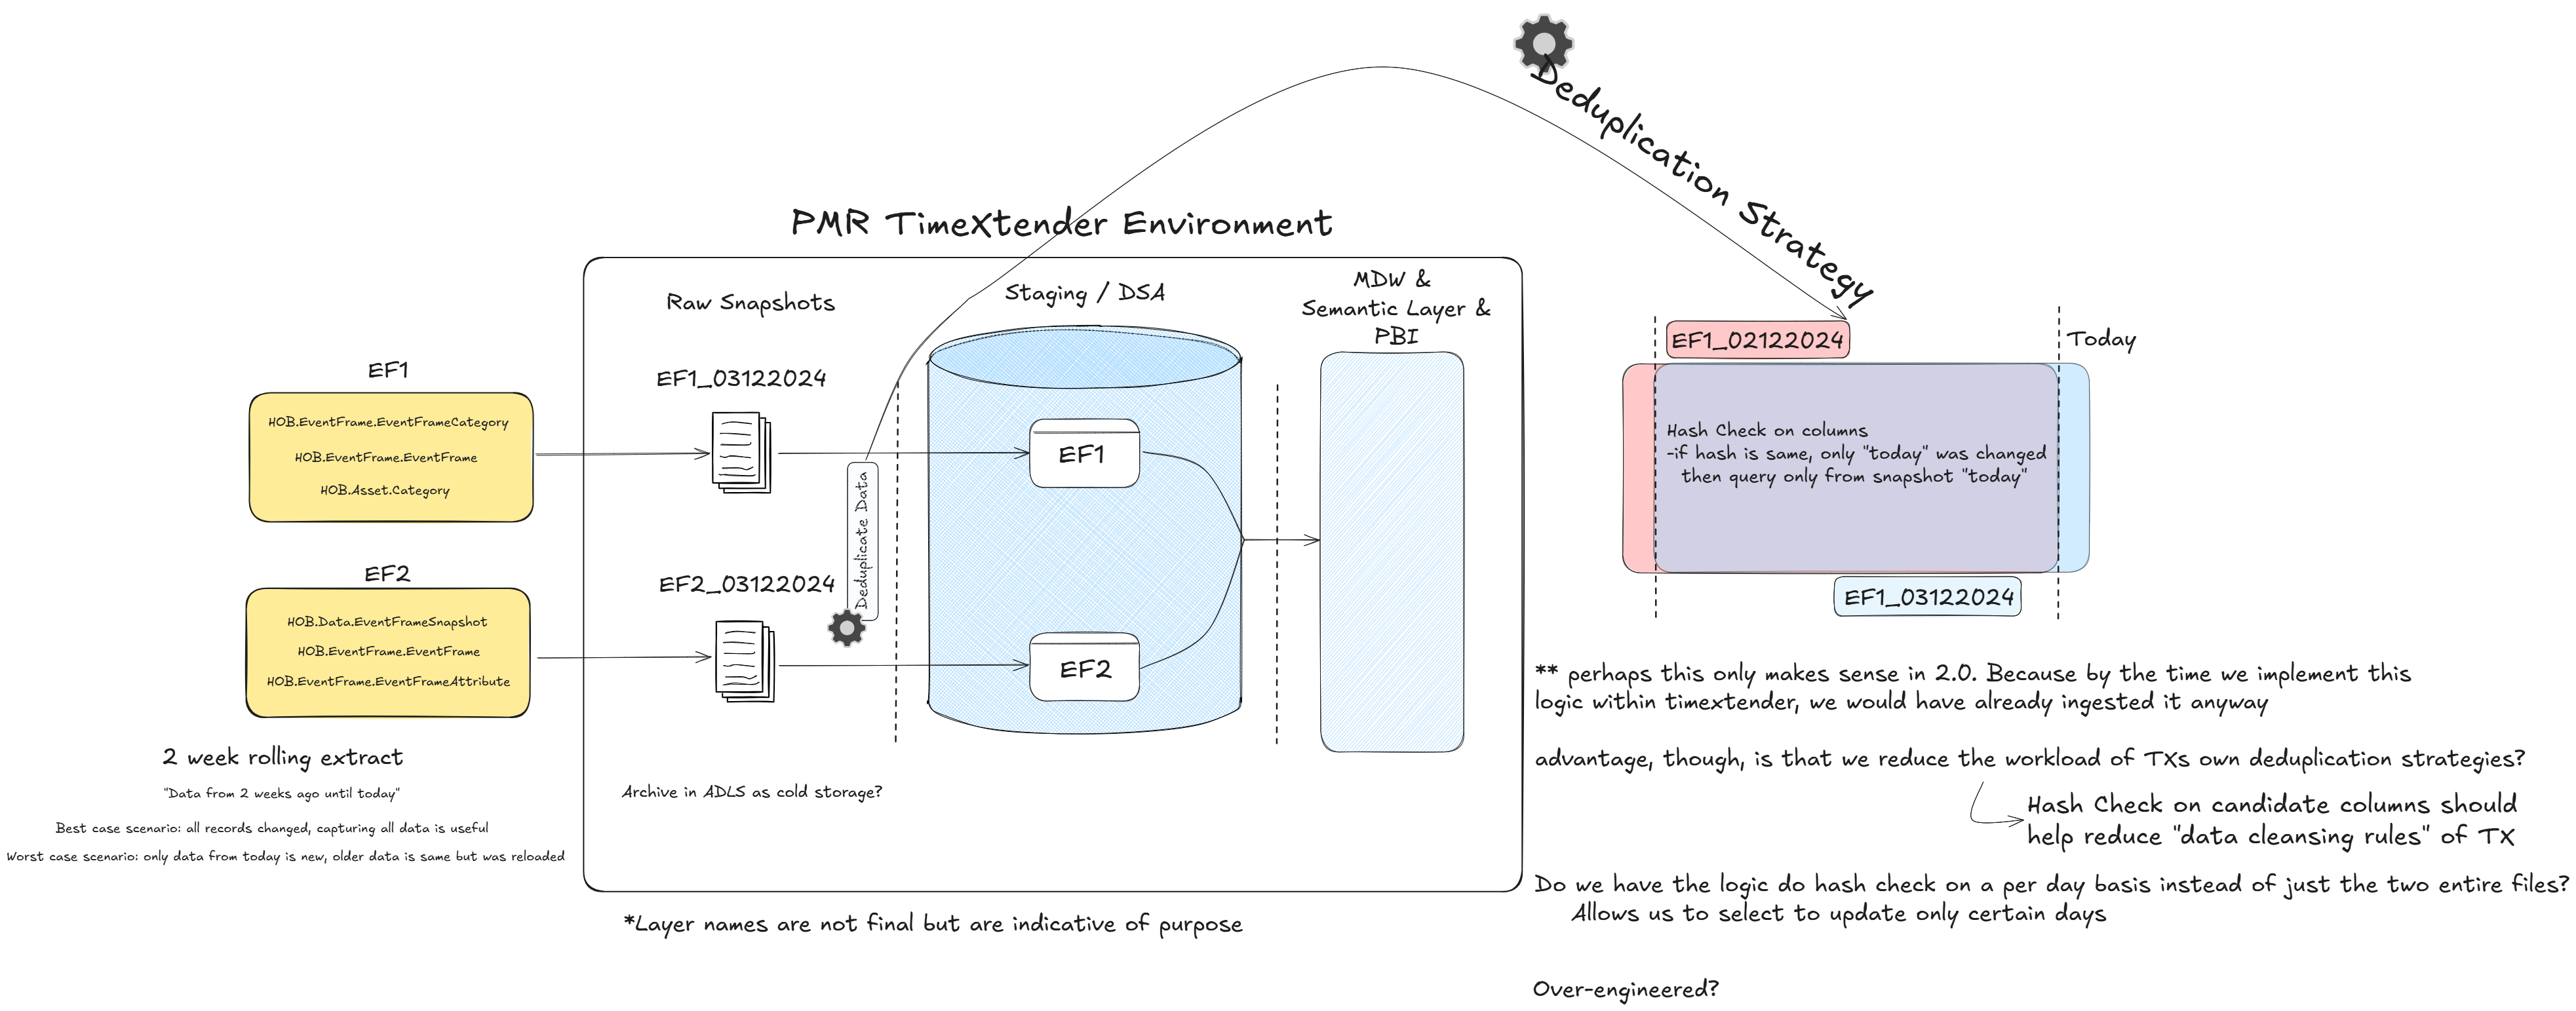 Deduplication Strategy
PMR TimeXtender Environment
Raw Snapshots
Staging / DSA
MDW &
Semantic Layer &
PBI
EF1
HOB.EventFrame.EventFrameCategory
HOB.EventFrame.EventFrame
HOB.Asset.Category
EF2
HOB.Data.EventFrameSnapshot
HOB.EventFrame.EventFrame
HOB.EventFrame.EventFrameAttribute
2 week rolling extract
"Data from 2 weeks ago until today"
Best case scenario: all records changed, capturing all data is useful
Worst case scenario: only data from today is new, older data is same but was reloaded
EF1_03122024
EF2_03122024
Deduplicate Data
EF1
EF2
Archive in ADLS as cold storage?
*Layer names are not final but are indicative of purpose
EF1_02122024
Today
Hash Check on columns
-if hash is same, only "today" was changed
then query only from snapshot "today"
EF1_03122024
** perhaps this only makes sense in 2.0. Because by the time we implement this
logic within timextender, we would have already ingested it anyway
advantage, though, is that we reduce the workload of TXs own deduplication strategies?
Hash Check on candidate columns should
help reduce "data cleansing rules" of TX
Do we have the logic do hash check on a per day basis instead of just the two entire files?
Allows us to select to update only certain days
Over-engineered?